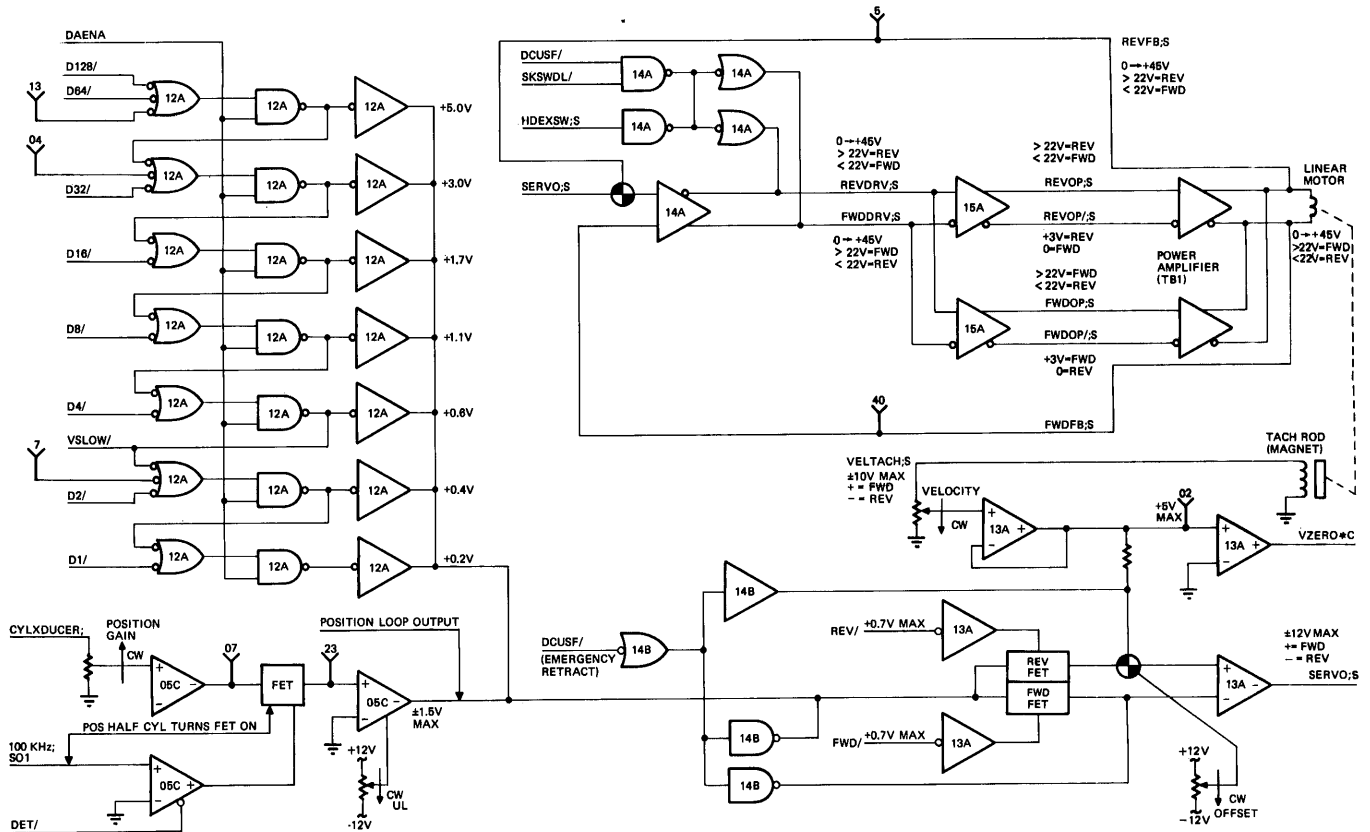 DAENA
D128/
13
D64/
12A
12A
12A
+5.0V
04
D32/
12A
12A
12A
+3.0V
D16/
12A
12A
12A
+1.7V
D8/
12A
12A
12A
+1.1V
D4/
12A
12A
12A
+0.6V
VSLOW/
7
D2/
12A
12A
12A
+0.4V
D1/
12A
12A
12A
+0.2V
CYLXDUCER;
POSITION
GAIN
CW
+
05C
-
07
FET
23
POSITION LOOP OUTPUT
+
05C -
-
±1.5V
MAX
POS HALF CYL TURNS FET ON
100 KHz;
SO1
+
05C +
-
DET/
+12V
CW
UL
-12V
5
DCUSF/
SKSWDL/
14A
14A
HDEXSW;S
14A
14A
SERVO;S
14A
REVFB;S
0→+45V
> 22V=REV
< 22V=FWD
0→+45V
> 22V=REV
< 22V=FWD
REVDRV;S
FWDDRV;S
0→+45V
> 22V=FWD
< 22V=REV
15A
15A
> 22V=REV
< 22V=FWD
REVOP;S
REVOP/;S
+3V=REV
0=FWD
> 22V=FWD
< 22V=REV
FWDOP;S
FWDOP/;S
+3V=FWD
0=REV
POWER
AMPLIFIER
(TB1)
LINEAR
MOTOR
0→+45V
>22V=FWD
<22V=REV
40
FWDFB;S
TACH ROD
(MAGNET)
VELTACH;S
±10V MAX
+ = FWD
– = REV
VELOCITY
CW
+
13A +
-
+5V
MAX
02
+
13A +
-
VZERO*C
DCUSF/
(EMERGENCY
RETRACT)
14B
14B
14B
14B
REV/
+0.7V MAX
13A
REV
FET
FWD
FET
FWD/
+0.7V MAX
13A
+
13A -
-
±12V MAX
+= FWD
– = REV
SERVO;S
+12V
CW
OFFSET
–12V